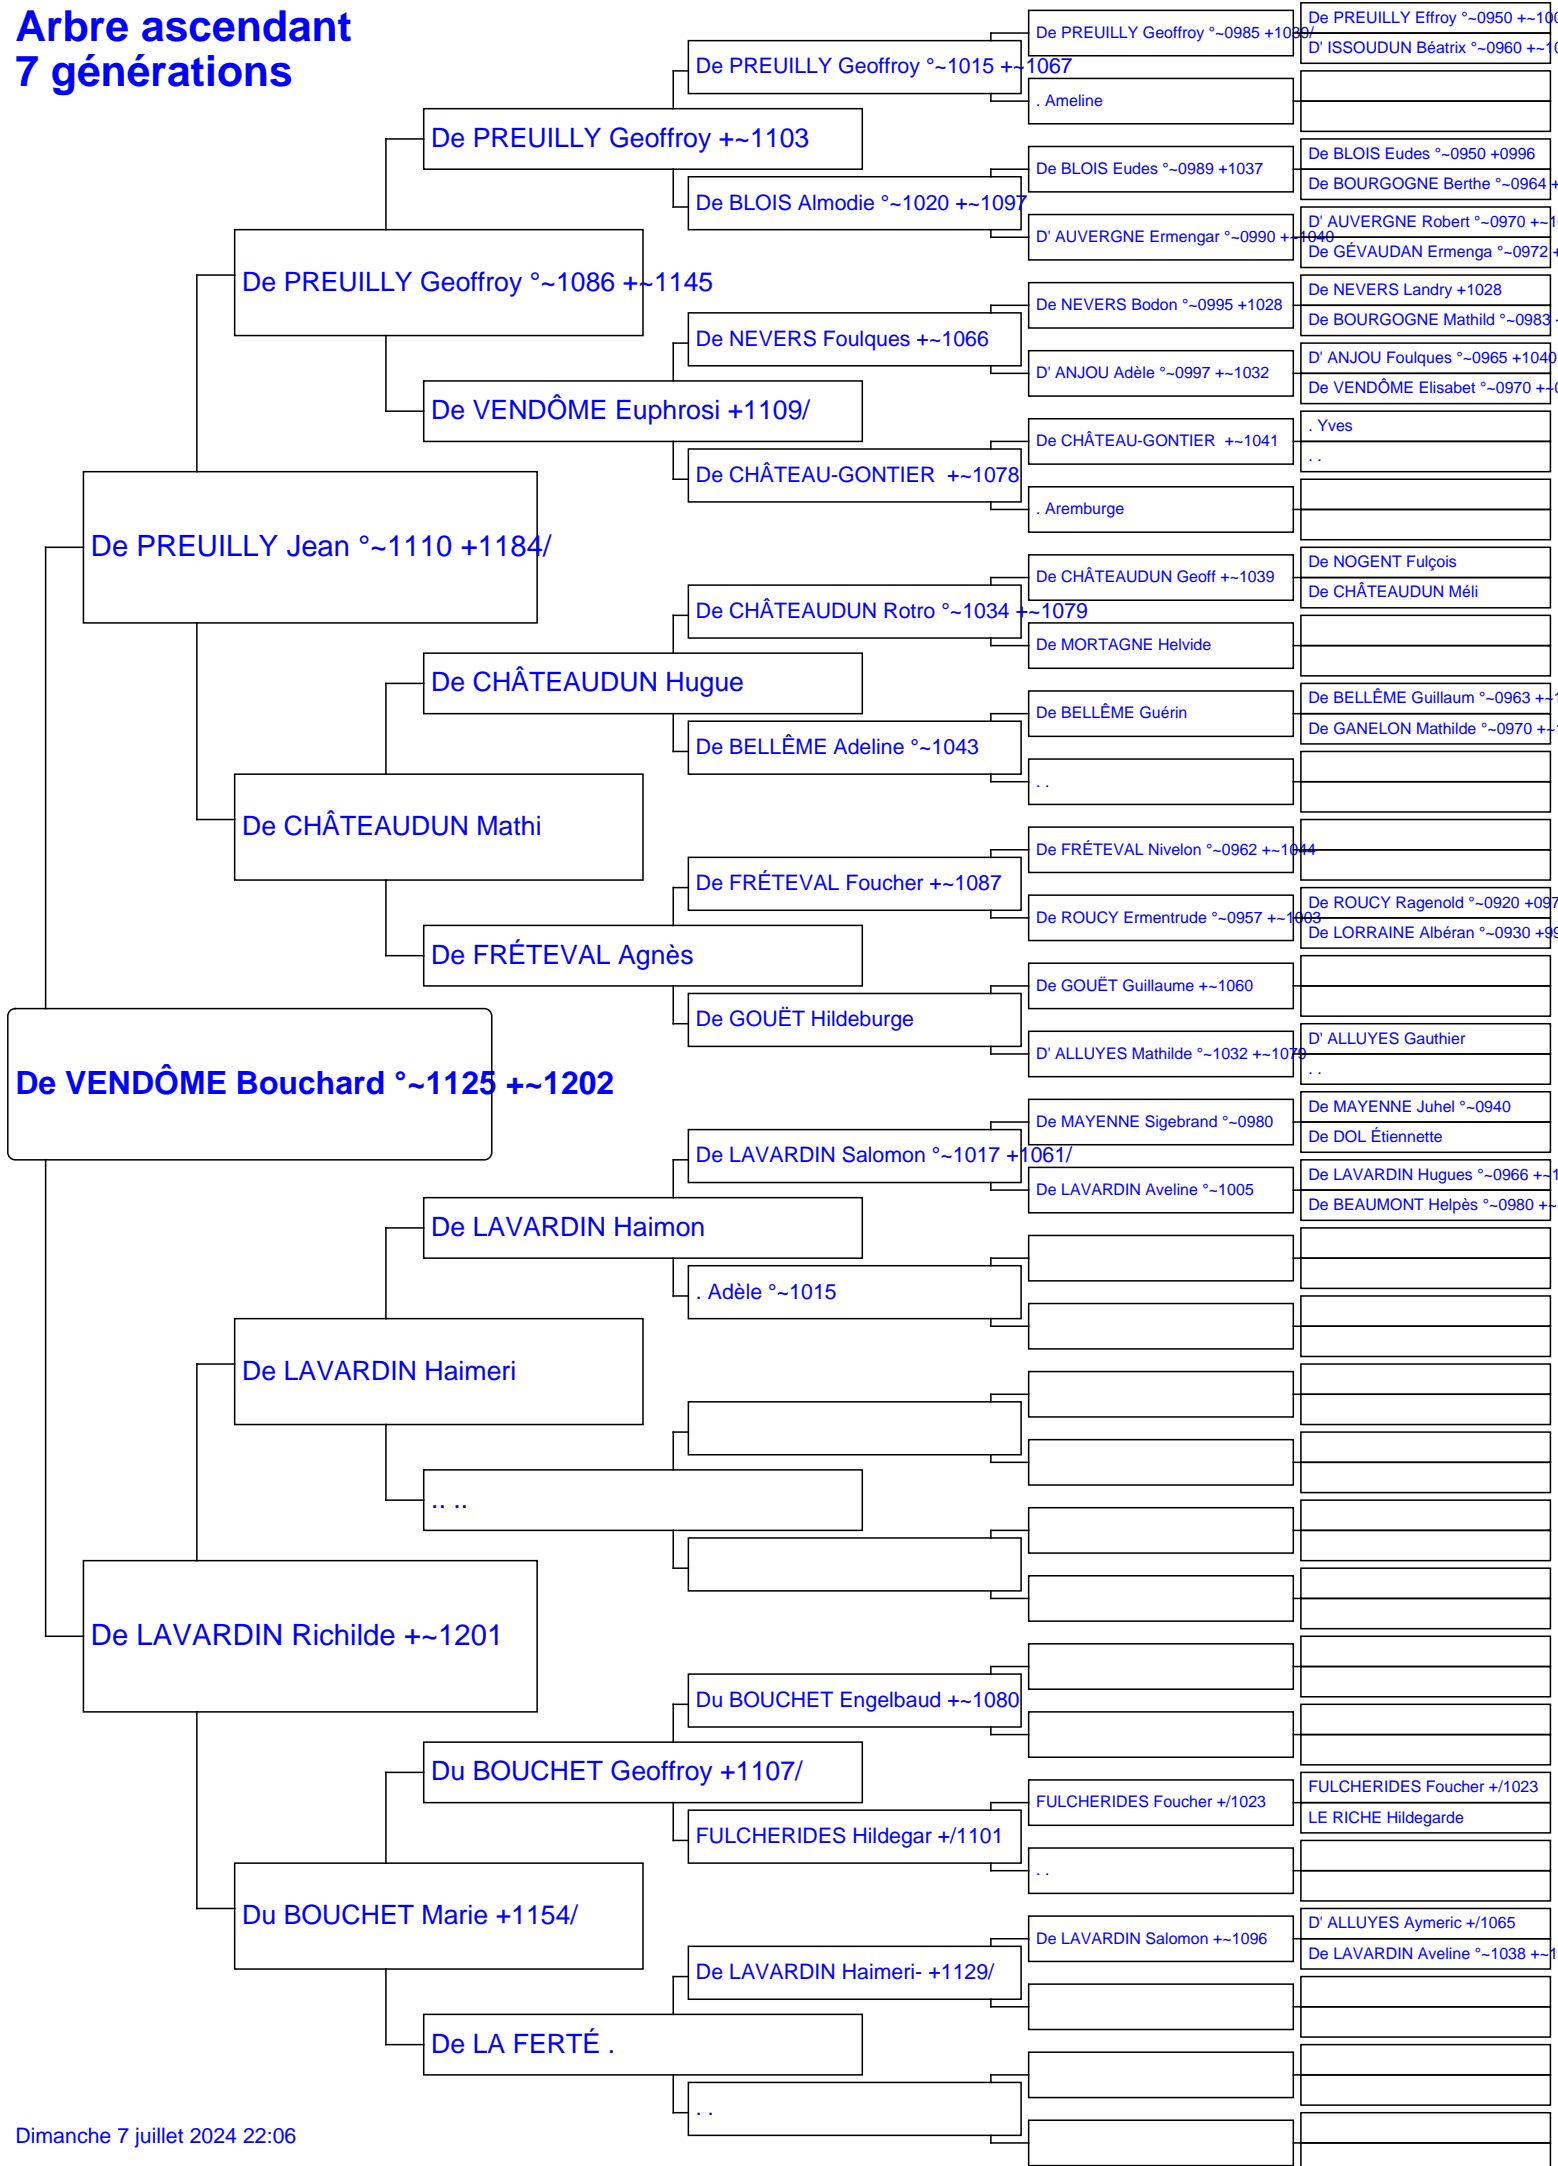 Arbre ascendant
7 générations
De VENDÔME Bouchard °~1125 +~1202
De PREUILLY Jean °~1110 +1184/
De LAVARDIN Richilde +~1201
De PREUILLY Geoffroy °~1086 +~1145
De CHÂTEAUDUN Mathi
De LAVARDIN Haimeri
Du BOUCHET Marie +1154/
De PREUILLY Geoffroy +~1103
De VENDÔME Euphrosi +1109/
De CHÂTEAUDUN Hugue
De FRÉTEVAL Agnès
De LAVARDIN Haimon
.. ..
Du BOUCHET Geoffroy +1107/
De LA FERTÉ .
De PREUILLY Geoffroy °~1015 +~1067
De BLOIS Almodie °~1020 +~1097
De NEVERS Foulques +~1066
De CHÂTEAU-GONTIER  +~1078
De CHÂTEAUDUN Rotro °~1034 +~1079
De BELLÊME Adeline °~1043
De FRÉTEVAL Foucher +~1087
De GOUËT Hildeburge
De LAVARDIN Salomon °~1017 +1061/
. Adèle °~1015
Du BOUCHET Engelbaud +~1080
FULCHERIDES Hildegar +/1101
De LAVARDIN Haimeri- +1129/
. .
De PREUILLY Geoffroy °~0985 +1039/
. Ameline
De BLOIS Eudes °~0989 +1037
D' AUVERGNE Ermengar °~0990 +~1040
De NEVERS Bodon °~0995 +1028
D' ANJOU Adèle °~0997 +~1032
De CHÂTEAU-GONTIER  +~1041
. Aremburge
De CHÂTEAUDUN Geoff +~1039
De MORTAGNE Helvide
De BELLÊME Guérin
. .
De FRÉTEVAL Nivelon °~0962 +~1044
De ROUCY Ermentrude °~0957 +~1003
De GOUËT Guillaume +~1060
D' ALLUYES Mathilde °~1032 +~1079
De MAYENNE Sigebrand °~0980
De LAVARDIN Aveline °~1005
FULCHERIDES Foucher +/1023
. .
De LAVARDIN Salomon +~1096
De PREUILLY Effroy °~0950 +~100
D' ISSOUDUN Béatrix °~0960 +~10
De BLOIS Eudes °~0950 +0996
De BOURGOGNE Berthe °~0964 +
D' AUVERGNE Robert °~0970 +~1
De GÉVAUDAN Ermenga °~0972 +
De NEVERS Landry +1028
De BOURGOGNE Mathild °~0983 +
D' ANJOU Foulques °~0965 +1040
De VENDÔME Elisabet °~0970 +~0
. Yves
. .
De NOGENT Fulçois
De CHÂTEAUDUN Méli
De BELLÊME Guillaum °~0963 +~1
De GANELON Mathilde °~0970 +~1
De ROUCY Ragenold °~0920 +097
De LORRAINE Albéran °~0930 +99
D' ALLUYES Gauthier
. .
De MAYENNE Juhel °~0940
De DOL Étiennette
De LAVARDIN Hugues °~0966 +~1
De BEAUMONT Helpès °~0980 +~
FULCHERIDES Foucher +/1023
LE RICHE Hildegarde
D' ALLUYES Aymeric +/1065
De LAVARDIN Aveline °~1038 +~1
Dimanche 7 juillet 2024 22:06